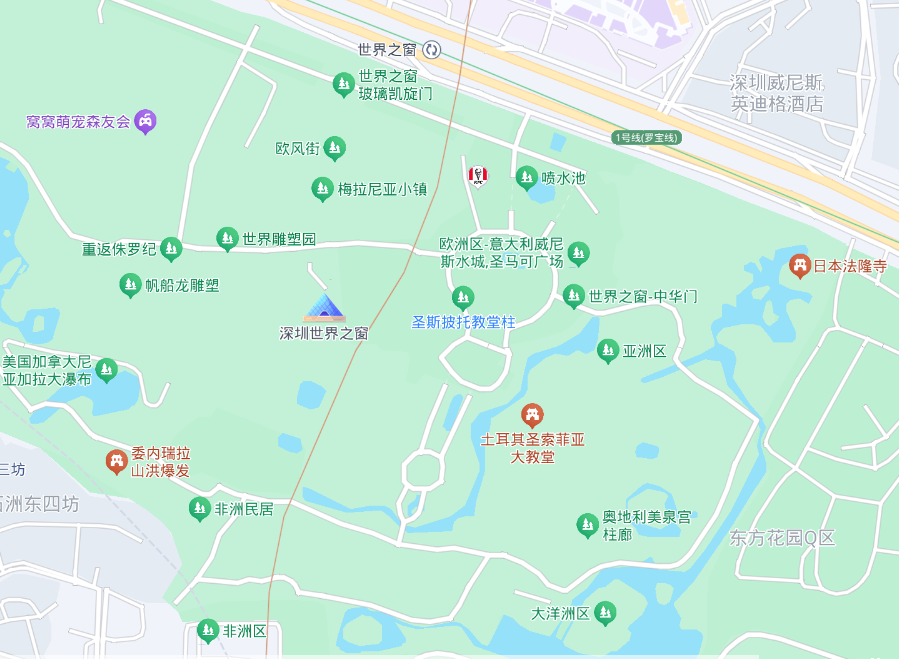 世界之窗
世界之窗
玻璃凯旋门
深圳威尼斯
英迪格酒店
窝窝萌宠森友会
1号线(罗宝线)
欧风街
喷水池
梅拉尼亚小镇
世界雕塑园
重返侏罗纪
欧洲区-意大利威尼
斯水城,圣马可广场
日本法隆寺
帆船龙雕塑
世界之窗-中华门
圣斯披托教堂柱
深圳世界之窗
亚洲区
美国加拿大尼
亚加拉大瀑布
土耳其圣索菲亚
大教堂
委内瑞拉
山洪爆发
三坊
石洲东四坊
非洲民居
奥地利美泉宫
柱廊
东方花园Q区
大洋洲区
非洲区